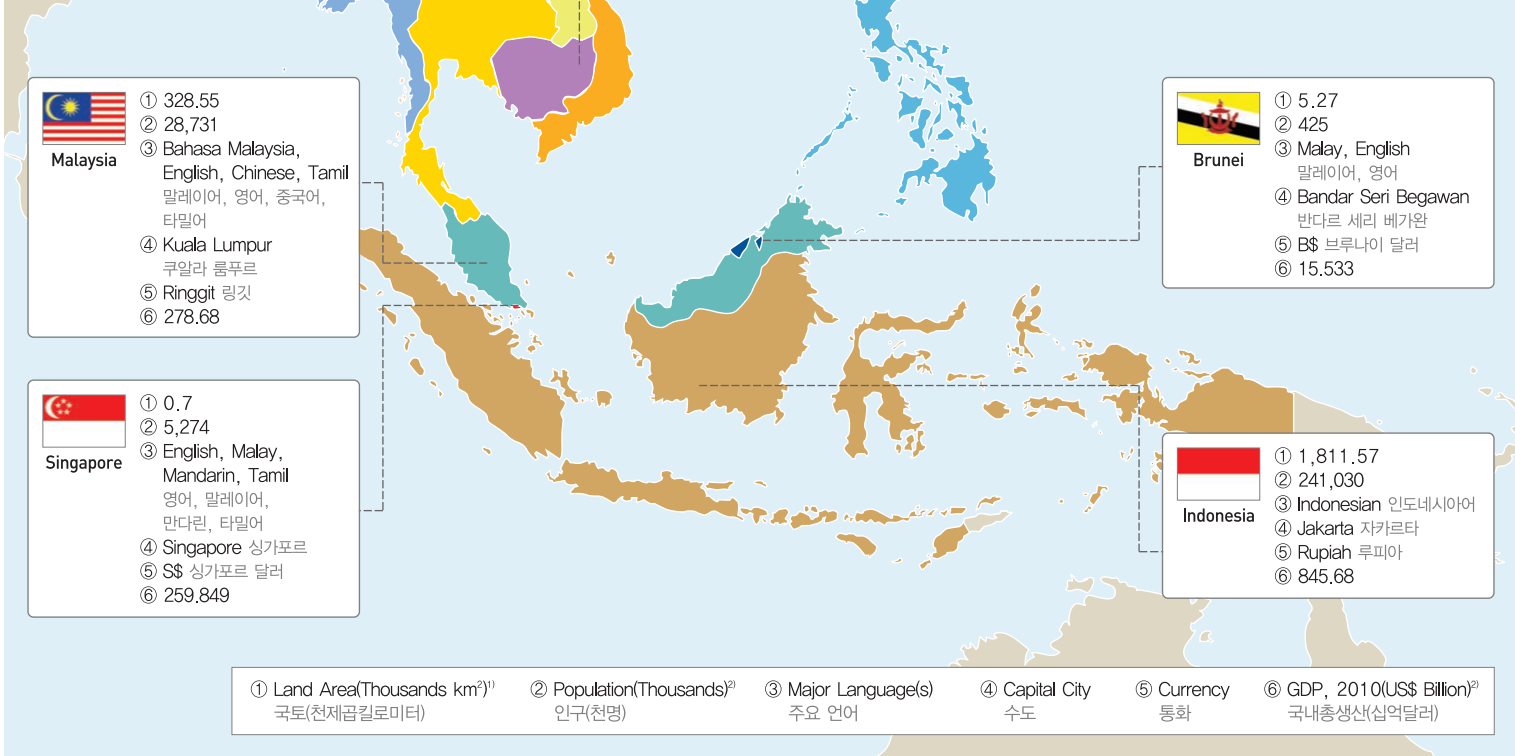 Malaysia
① 328.55
② 28,731
③ Bahasa Malaysia,
English, Chinese, Tamil
말레이어, 영어, 중국어,
타밀어
④ Kuala Lumpur
쿠알라 룸푸르
⑤ Ringgit 링깃
⑥ 278.68
Brunei
① 5.27
② 425
③ Malay, English
말레이어, 영어
④ Bandar Seri Begawan
반다르 세리 베가완
⑤ B$ 브루나이 달러
⑥ 15.533
Singapore
① 0.7
② 5,274
③ English, Malay,
Mandarin, Tamil
영어, 말레이어,
만다린, 타밀어
④ Singapore 싱가포르
⑤ S$ 싱가포르 달러
⑥ 259.849
Indonesia
① 1,811.57
② 241,030
③ Indonesian 인도네시아어
④ Jakarta 자카르타
⑤ Rupiah 루피아
⑥ 845.68
① Land Area(Thousands km²)¹⁾ ② Population(Thousands)²⁾ ③ Major Language(s) ④ Capital City ⑤ Currency ⑥ GDP, 2010(US$ Billion)²⁾
국토(천제곱킬로미터) 인구(천명) 주요 언어 수도 통화 국내총생산(십억달러)